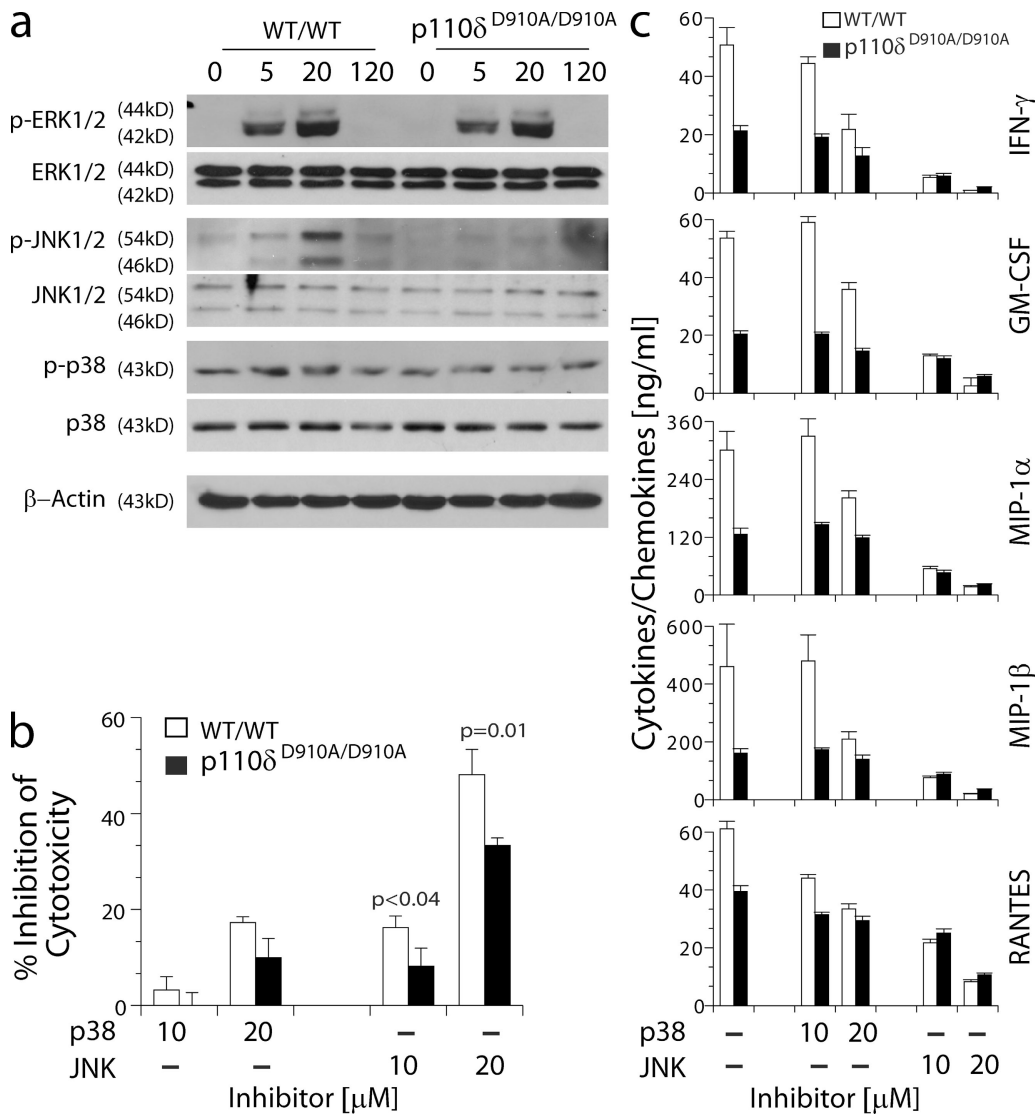 a
WT/WT p110δ D910A/D910A
0 5 20 120 0 5 20 120
p-ERK1/2 (44kD)
(42kD)
ERK1/2 (44kD)
(42kD)
p-JNK1/2 (54kD)
(46kD)
JNK1/2 (54kD)
(46kD)
p-p38 (43kD)
p38 (43kD)
β–Actin (43kD)
b
WT/WT
p110δ D910A/D910A
% Inhibition of
Cytotoxicity
60
40
20
0
p<0.04
p=0.01
p38 10 20 – –
JNK – – 10 20
Inhibitor [μM]
c
WT/WT
p110δ D910A/D910A
Cytokines/Chemokines [ng/ml]
60
40
20
0
IFN-γ
60
40
20
0
GM-CSF
360
240
120
0
MIP-1α
600
400
200
0
MIP-1β
60
40
20
0
RANTES
p38 – 10 20 – –
JNK – – – 10 20
Inhibitor [μM]